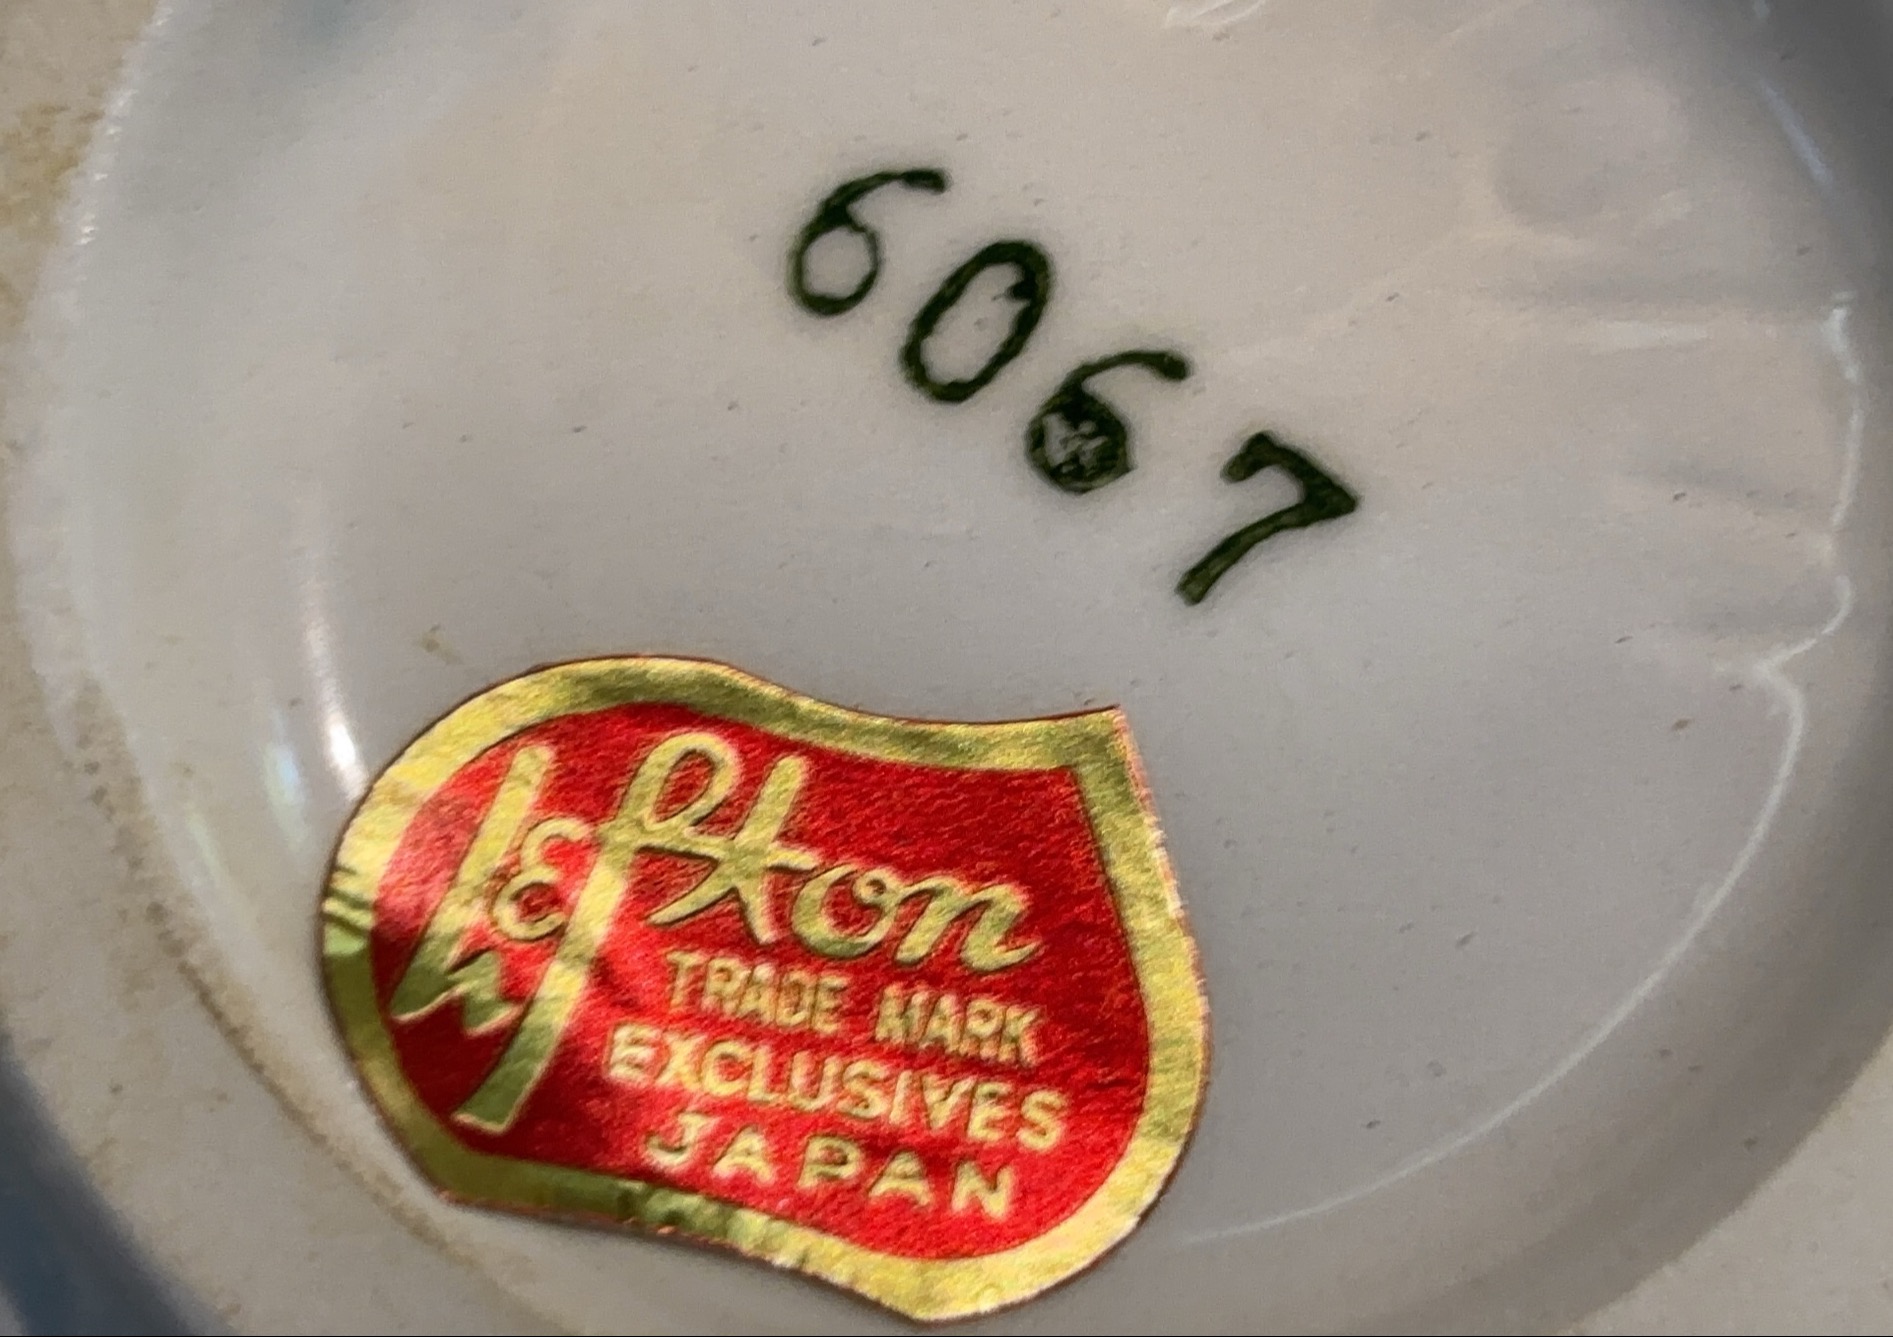 6067
Lefton
TRADE MARK
EXCLUSIVES
JAPAN